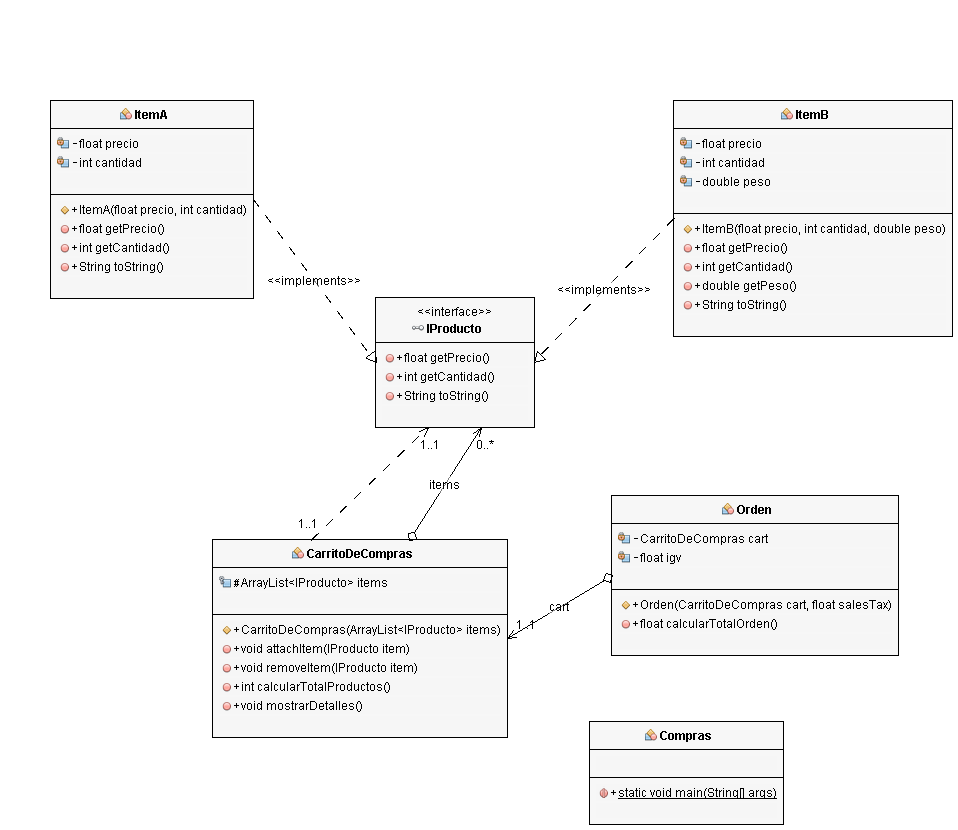 ItemA
-float precio
-int cantidad
+ItemA(float precio, int cantidad)
+float getPrecio()
+int getCantidad()
+String toString()
ItemB
-float precio
-int cantidad
-double peso
+ItemB(float precio, int cantidad, double peso)
+float getPrecio()
+int getCantidad()
+double getPeso()
+String toString()
<<implements>>
<<implements>>
<<interface>>
IProducto
+float getPrecio()
+int getCantidad()
+String toString()
1..1
0..*
items
1..1
CarritoDeCompras
#ArrayList<IProducto> items
+CarritoDeCompras(ArrayList<IProducto> items)
+void attachItem(IProducto item)
+void removeItem(IProducto item)
+int calcularTotalProductos()
+void mostrarDetalles()
Orden
-CarritoDeCompras cart
-float igv
+Orden(CarritoDeCompras cart, float salesTax)
+float calcularTotalOrden()
cart
1..1
Compras
+static void main(String[] args)